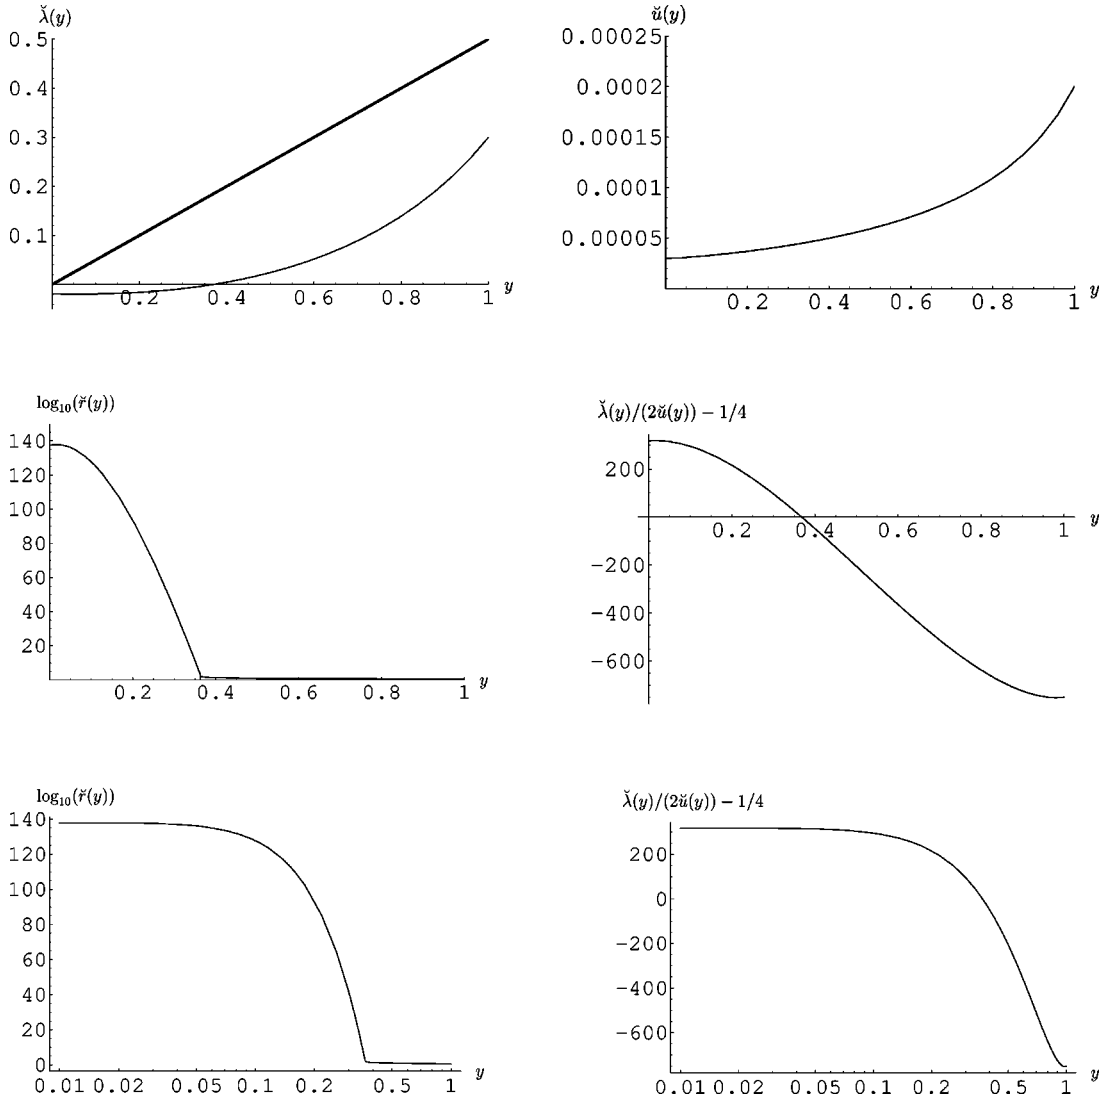 λ̆(y)
0.5
0.4
0.3
0.2
0.1
0.2 0.4 0.6 0.8 1 y
ŭ(y)
0.00025
0.0002
0.00015
0.0001
0.00005
0.2 0.4 0.6 0.8 1 y
log₁₀(r̆(y))
140
120
100
80
60
40
20
0.2 0.4 0.6 0.8 1 y
λ̆(y)/(2ŭ(y)) − 1/4
200
−200
−400
−600
0.2 0.4 0.6 0.8 1 y
log₁₀(r̆(y))
140
120
100
80
60
40
20
0
0.01 0.02 0.05 0.1 0.2 0.5 1 y
λ̆(y)/(2ŭ(y)) − 1/4
200
0
−200
−400
−600
0.01 0.02 0.05 0.1 0.2 0.5 1 y